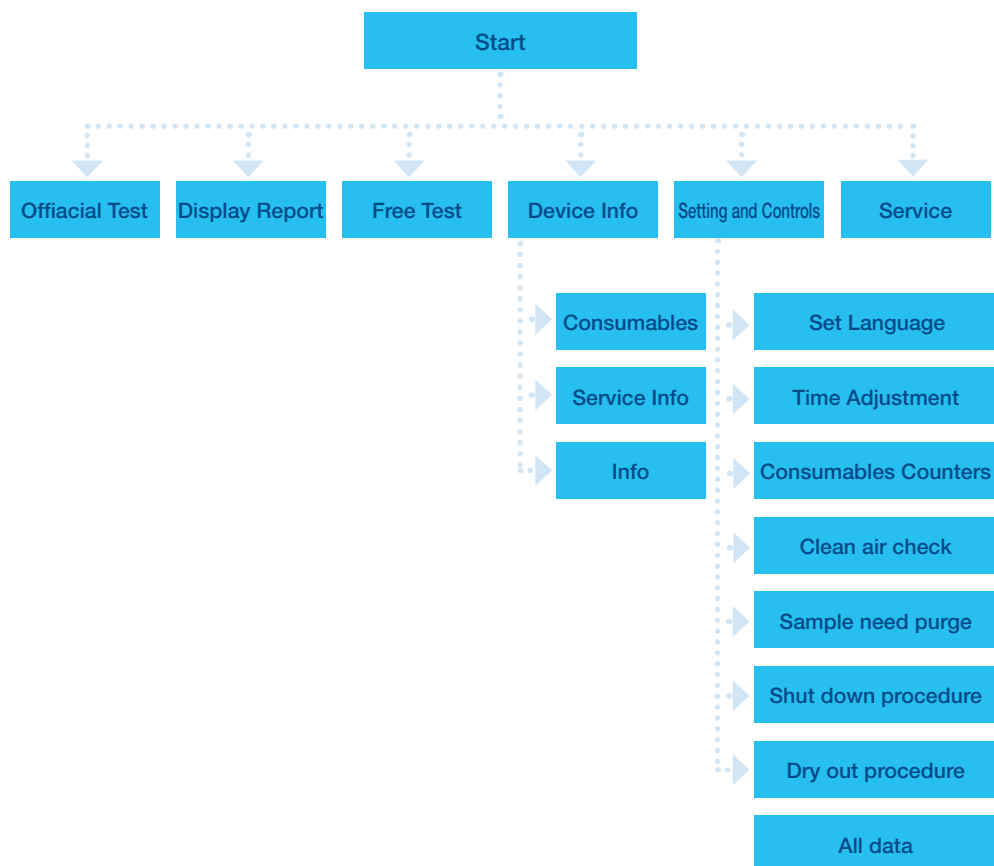 Start
Offiacial Test
Display Report
Free Test
Device Info
Setting and Controls
Service
Consumables
Service Info
Info
Set Language
Time Adjustment
Consumables Counters
Clean air check
Sample need purge
Shut down procedure
Dry out procedure
All data